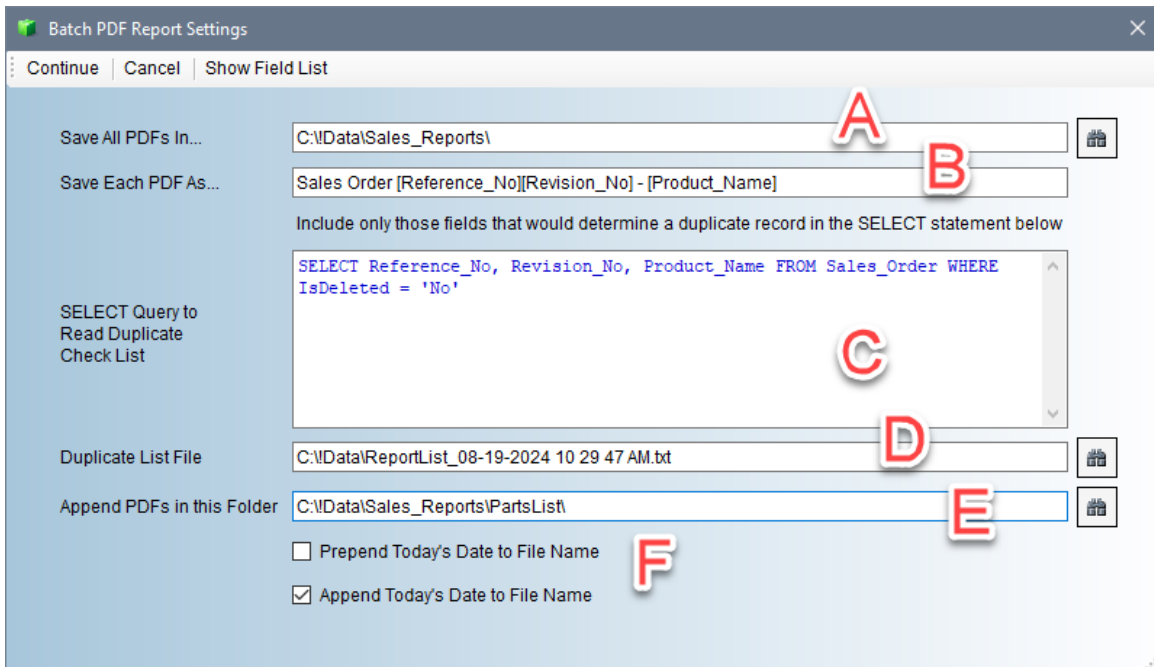 Batch PDF Report Settings
Continue Cancel Show Field List
A
Save All PDFs In... C:\!Data\Sales_Reports\
B
Save Each PDF As... Sales Order [Reference_No][Revision_No] - [Product_Name]
Include only those fields that would determine a duplicate record in the SELECT statement below
SELECT Reference_No, Revision_No, Product_Name FROM Sales_Order WHERE
IsDeleted = 'No'
SELECT Query to
Read Duplicate
Check List
C
D
Duplicate List File C:\!Data\ReportList_08-19-2024 10 29 47 AM.txt
Append PDFs in this Folder C:\!Data\Sales_Reports\PartsList\
E
Prepend Today's Date to File Name
F
Append Today's Date to File Name